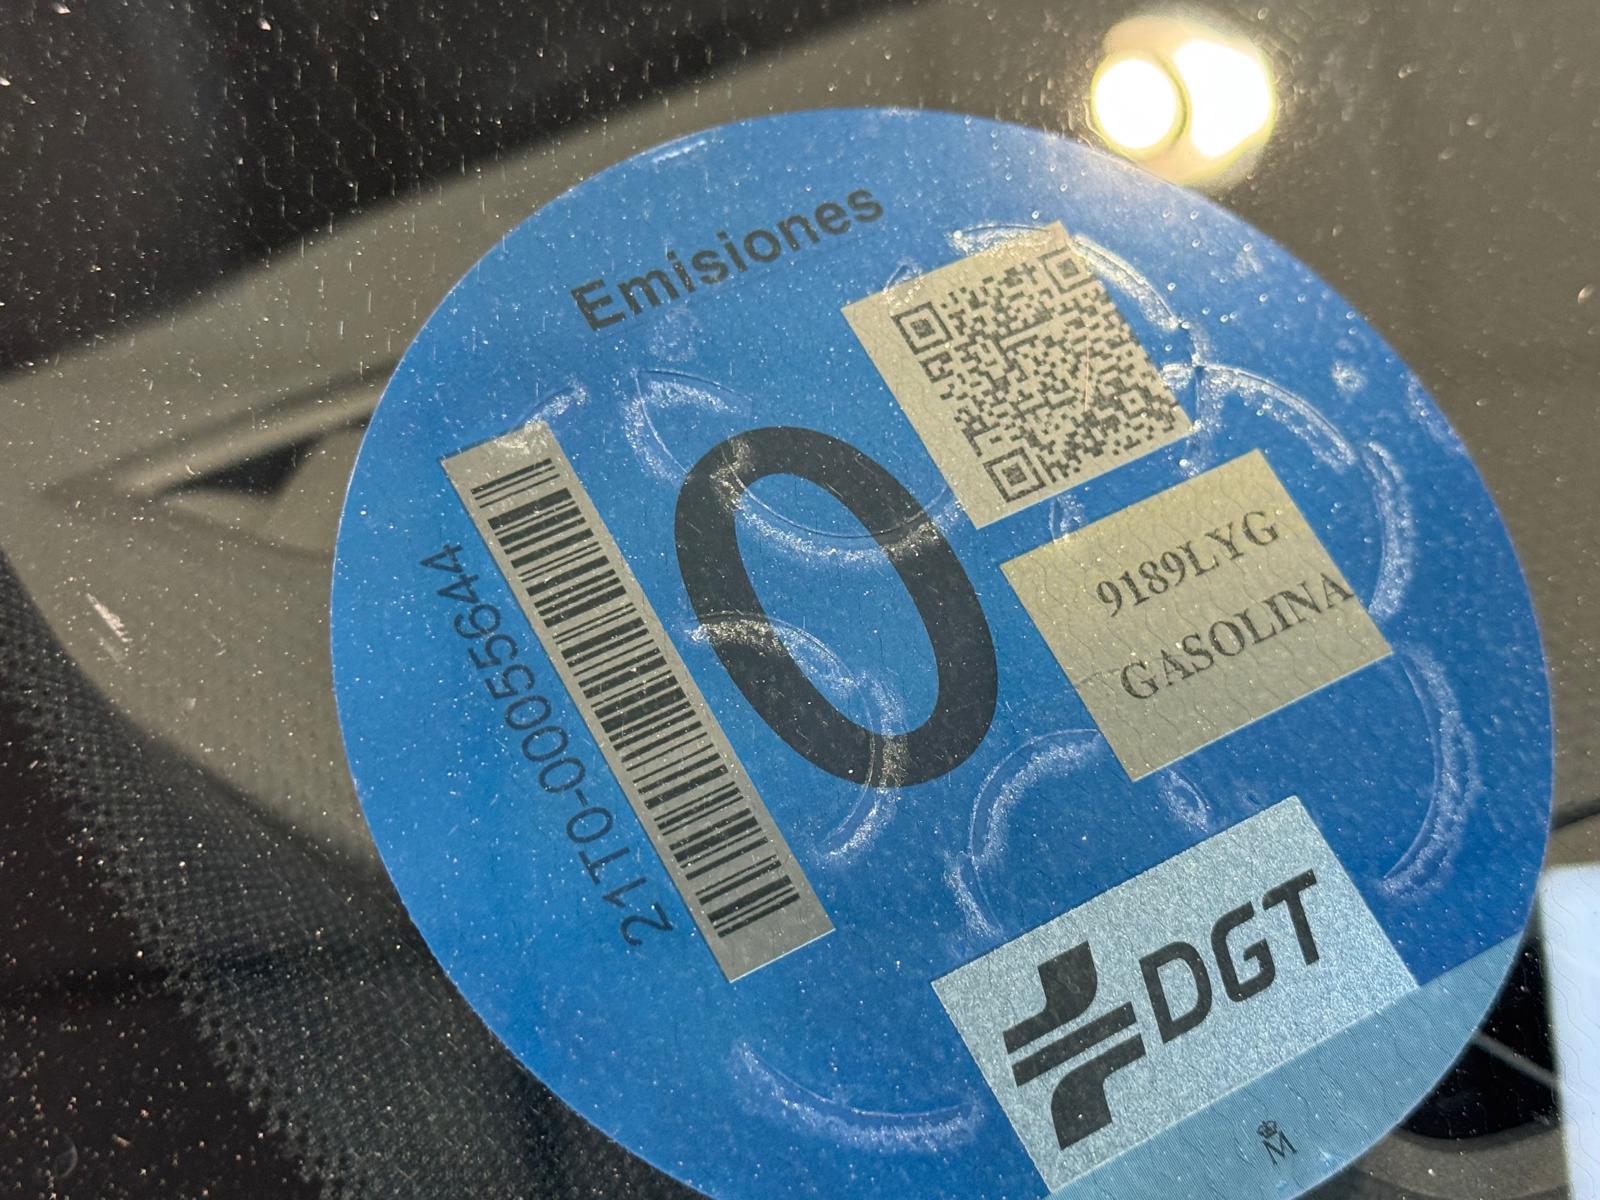 Emisiones
21T0-00055644
0
9189LYG
GASOLINA
DGT
M